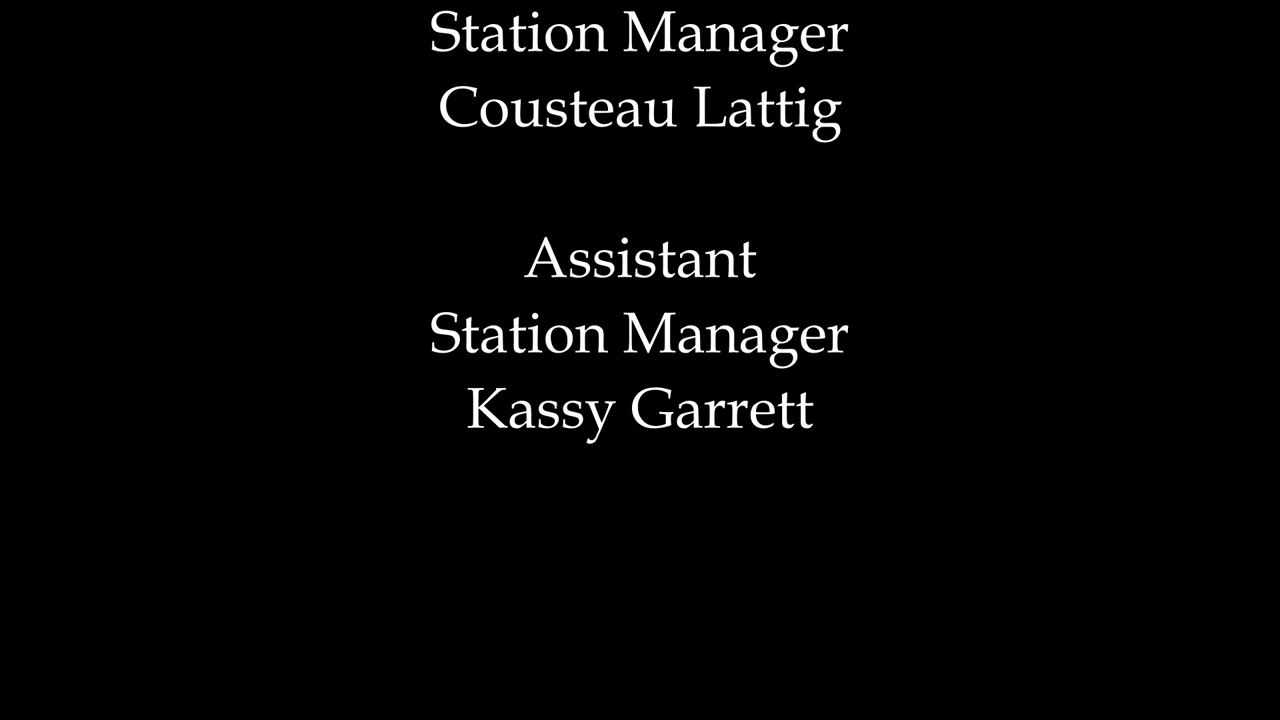 Station Manager
Cousteau Lattig
Assistant
Station Manager
Kassy Garrett